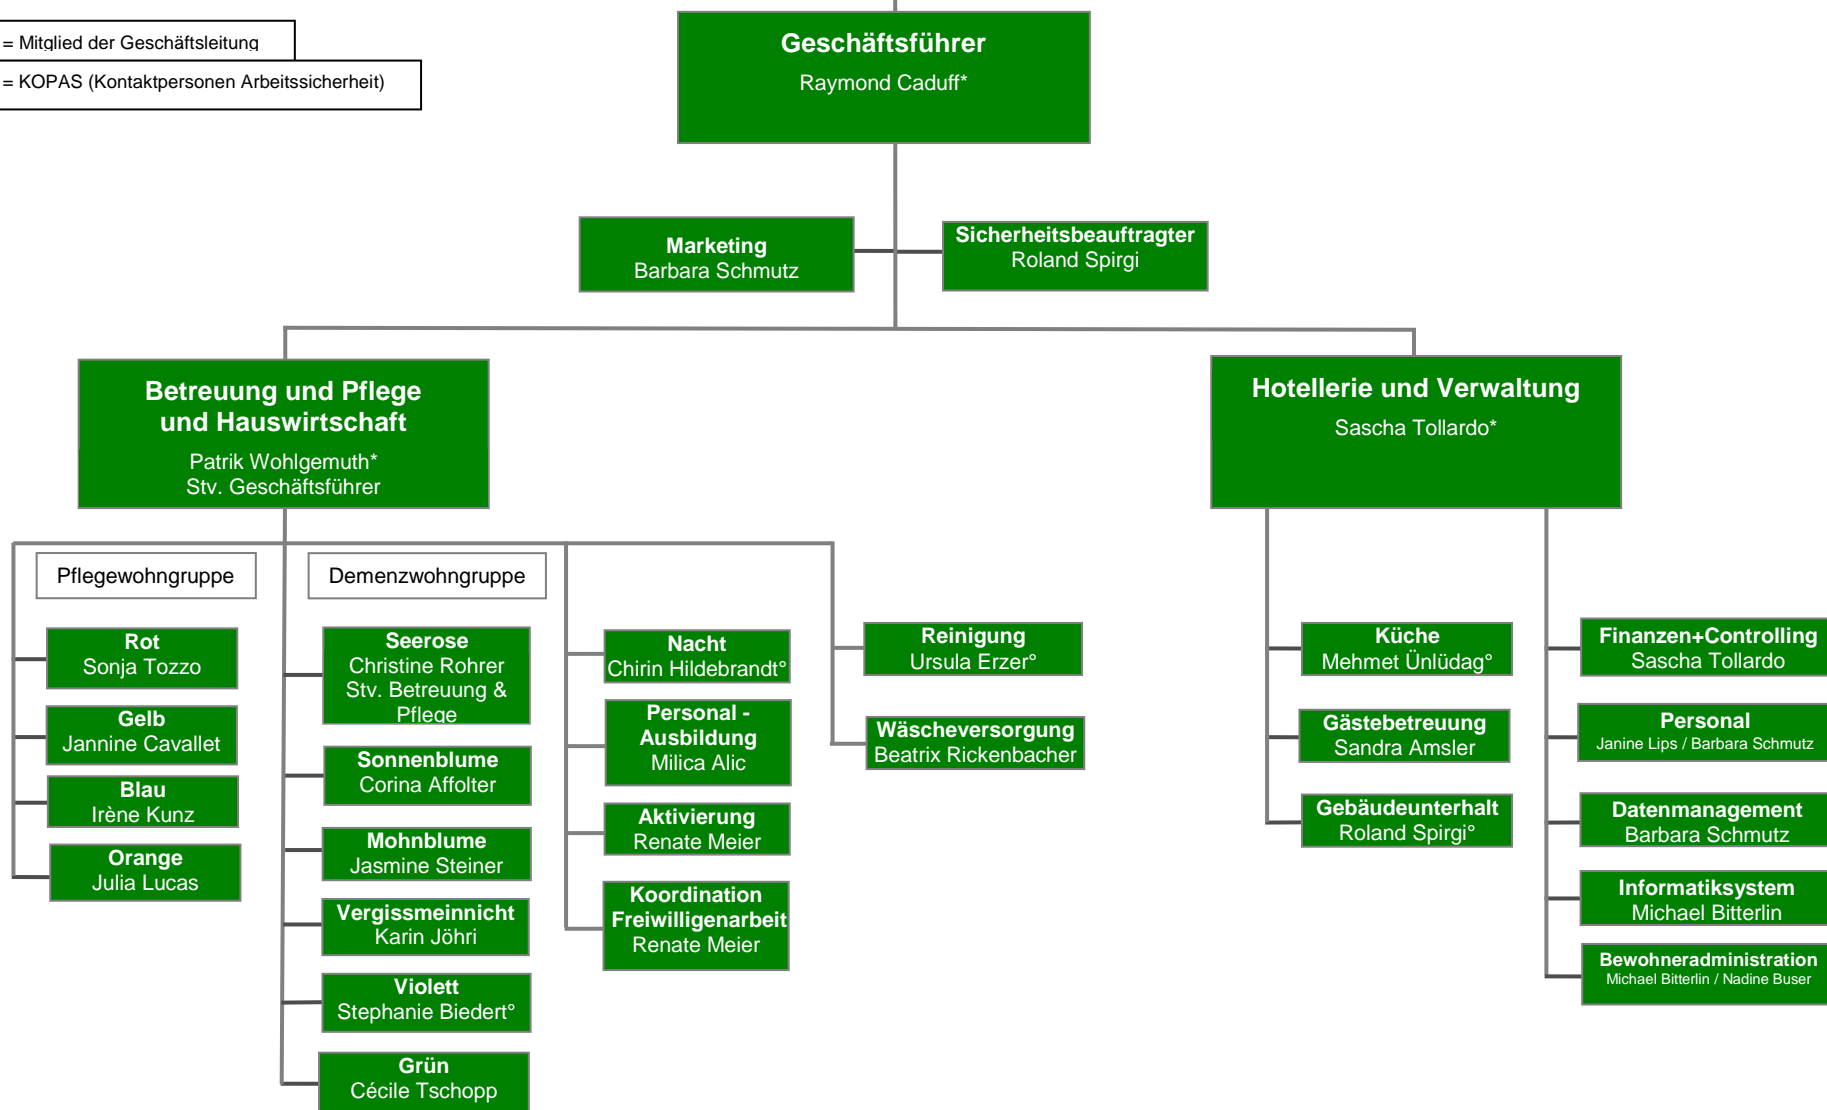 = Mitglied der Geschäftsleitung
= KOPAS (Kontaktpersonen Arbeitssicherheit)
Geschäftsführer
Raymond Caduff*
Marketing
Barbara Schmutz
Sicherheitsbeauftragter
Roland Spirgi
Betreuung und Pflege
und Hauswirtschaft
Patrik Wohlgemuth*
Stv. Geschäftsführer
Hotellerie und Verwaltung
Sascha Tollardo*
Pflegewohngruppe
Rot
Sonja Tozzo
Gelb
Jannine Cavallet
Blau
Irène Kunz
Orange
Julia Lucas
Demenzwohngruppe
Seerose
Christine Rohrer
Stv. Betreuung &
Pflege
Sonnenblume
Corina Affolter
Mohnblume
Jasmine Steiner
Vergissmeinnicht
Karin Jöhri
Violett
Stephanie Biedert°
Grün
Cécile Tschopp
Nacht
Chirin Hildebrandt°
Personal -
Ausbildung
Milica Alic
Aktivierung
Renate Meier
Koordination
Freiwilligenarbeit
Renate Meier
Reinigung
Ursula Erzer°
Wäscheversorgung
Beatrix Rickenbacher
Küche
Mehmet Ünlüdag°
Gästebetreuung
Sandra Amsler
Gebäudeunterhalt
Roland Spirgi°
Finanzen+Controlling
Sascha Tollardo
Personal
Janine Lips / Barbara Schmutz
Datenmanagement
Barbara Schmutz
Informatiksystem
Michael Bitterlin
Bewohneradministration
Michael Bitterlin / Nadine Buser